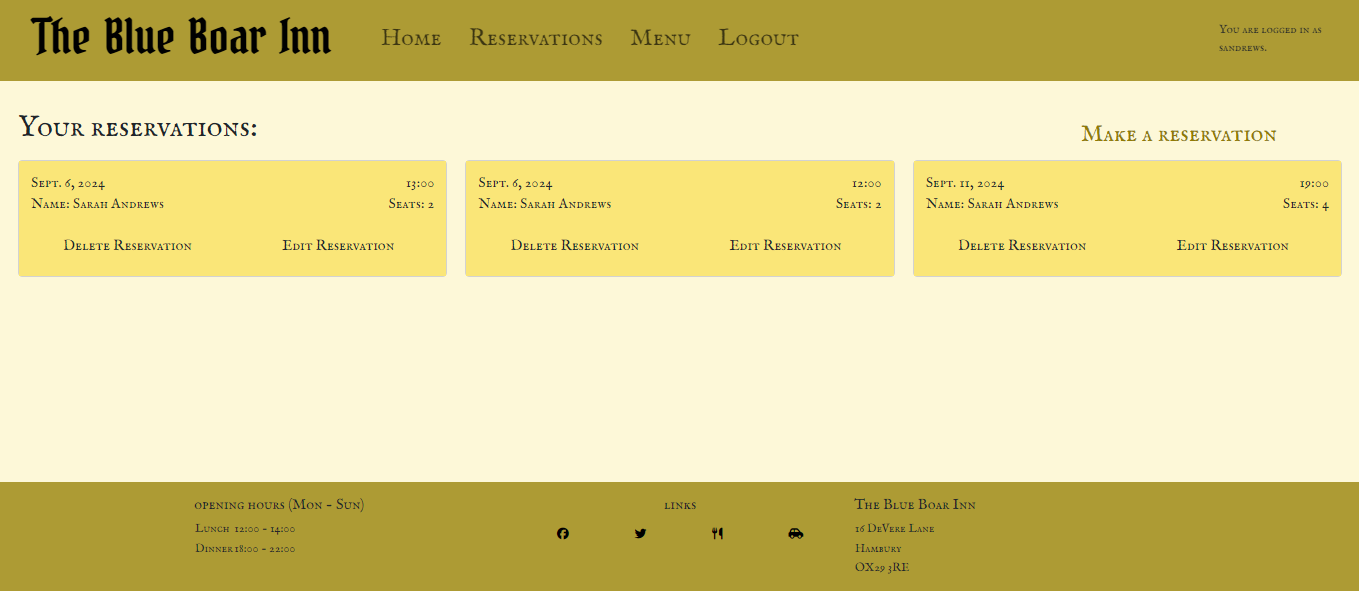 The Blue Boar Inn
Home Reservations Menu Logout
You are logged in as
sandrews.
Your reservations:
Make a reservation
Sept. 6, 2024 13:00
Name: Sarah Andrews Seats: 2
Delete Reservation Edit Reservation
Sept. 6, 2024 12:00
Name: Sarah Andrews Seats: 2
Delete Reservation Edit Reservation
Sept. 11, 2024 19:00
Name: Sarah Andrews Seats: 4
Delete Reservation Edit Reservation
opening hours (Mon - Sun)
Lunch 12:00 - 14:00
Dinner 18:00 - 22:00
links
The Blue Boar Inn
16 DeVere Lane
Hambury
OX29 3RE